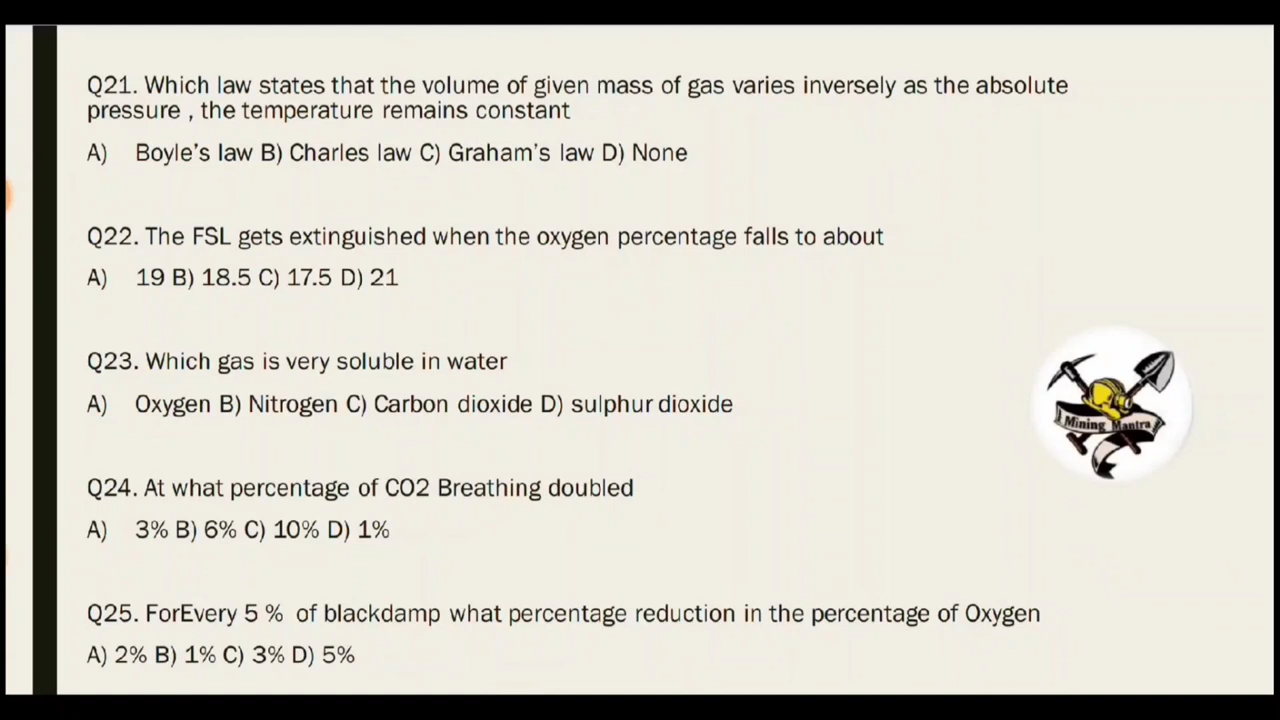 Q21. Which law states that the volume of given mass of gas varies inversely as the absolute
pressure , the temperature remains constant
A) Boyle's law B) Charles law C) Graham's law D) None
Q22. The FSL gets extinguished when the oxygen percentage falls to about
A) 19 B) 18.5 C) 17.5 D) 21
Q23. Which gas is very soluble in water
A) Oxygen B) Nitrogen C) Carbon dioxide D) sulphur dioxide
Mining Mantra
Q24. At what percentage of CO2 Breathing doubled
A) 3% B) 6% C) 10% D) 1%
Q25. ForEvery 5 % of blackdamp what percentage reduction in the percentage of Oxygen
A) 2% B) 1% C) 3% D) 5%